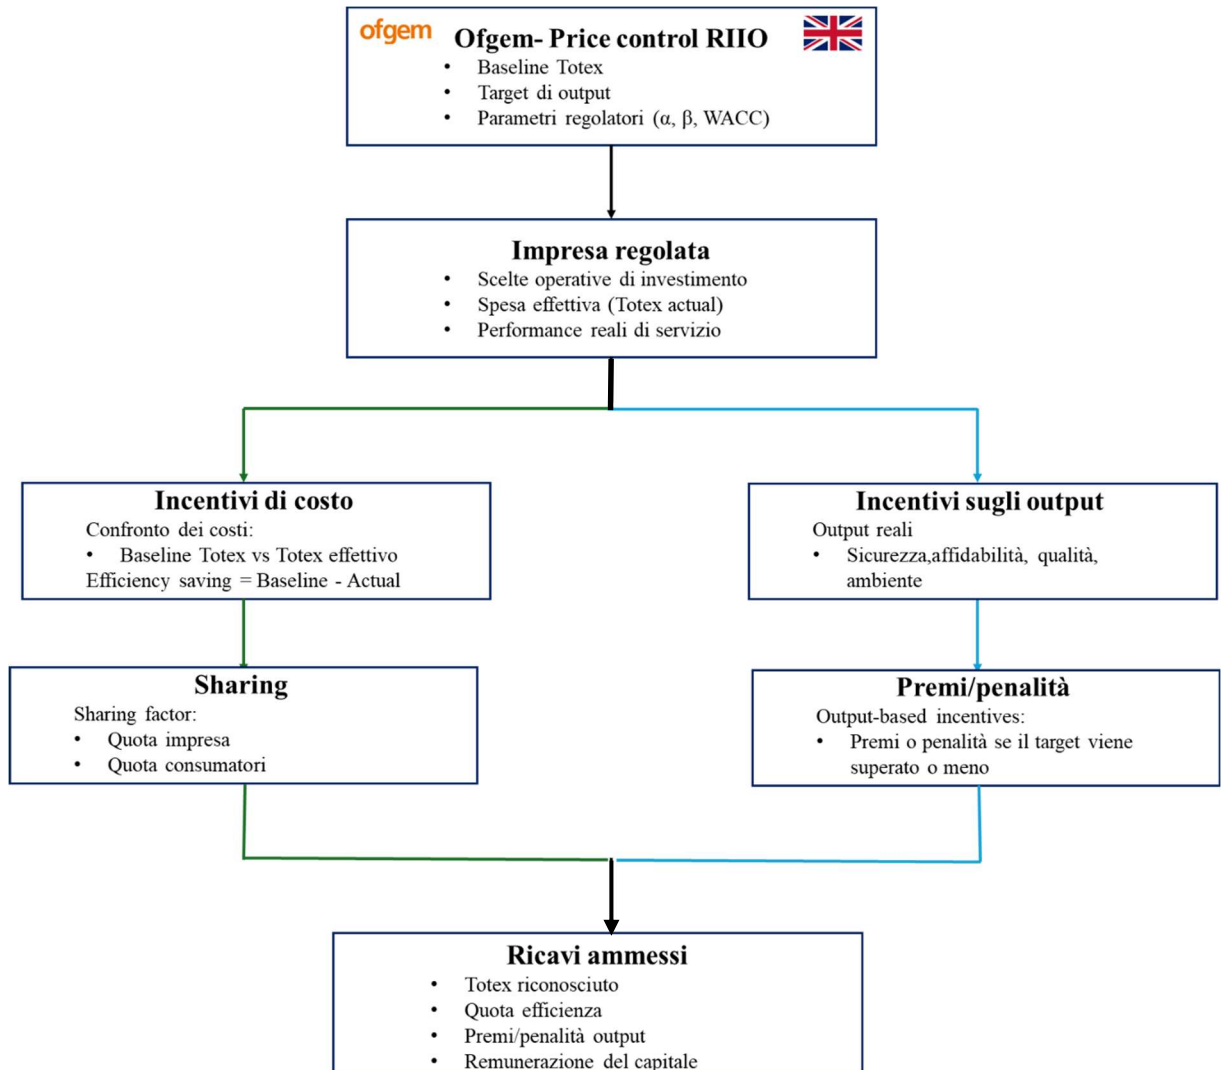 ofgem
Ofgem- Price control RIIO
• Baseline Totex
• Target di output
• Parametri regolatori (α, β, WACC)
Impresa regolata
• Scelte operative di investimento
• Spesa effettiva (Totex actual)
• Performance reali di servizio
Incentivi di costo
Confronto dei costi:
• Baseline Totex vs Totex effettivo
Efficiency saving = Baseline - Actual
Incentivi sugli output
Output reali
• Sicurezza,affidabilità, qualità,
ambiente
Sharing
Sharing factor:
• Quota impresa
• Quota consumatori
Premi/penalità
Output-based incentives:
• Premi o penalità se il target viene
superato o meno
Ricavi ammessi
• Totex riconosciuto
• Quota efficienza
• Premi/penalità output
• Remunerazione del capitale